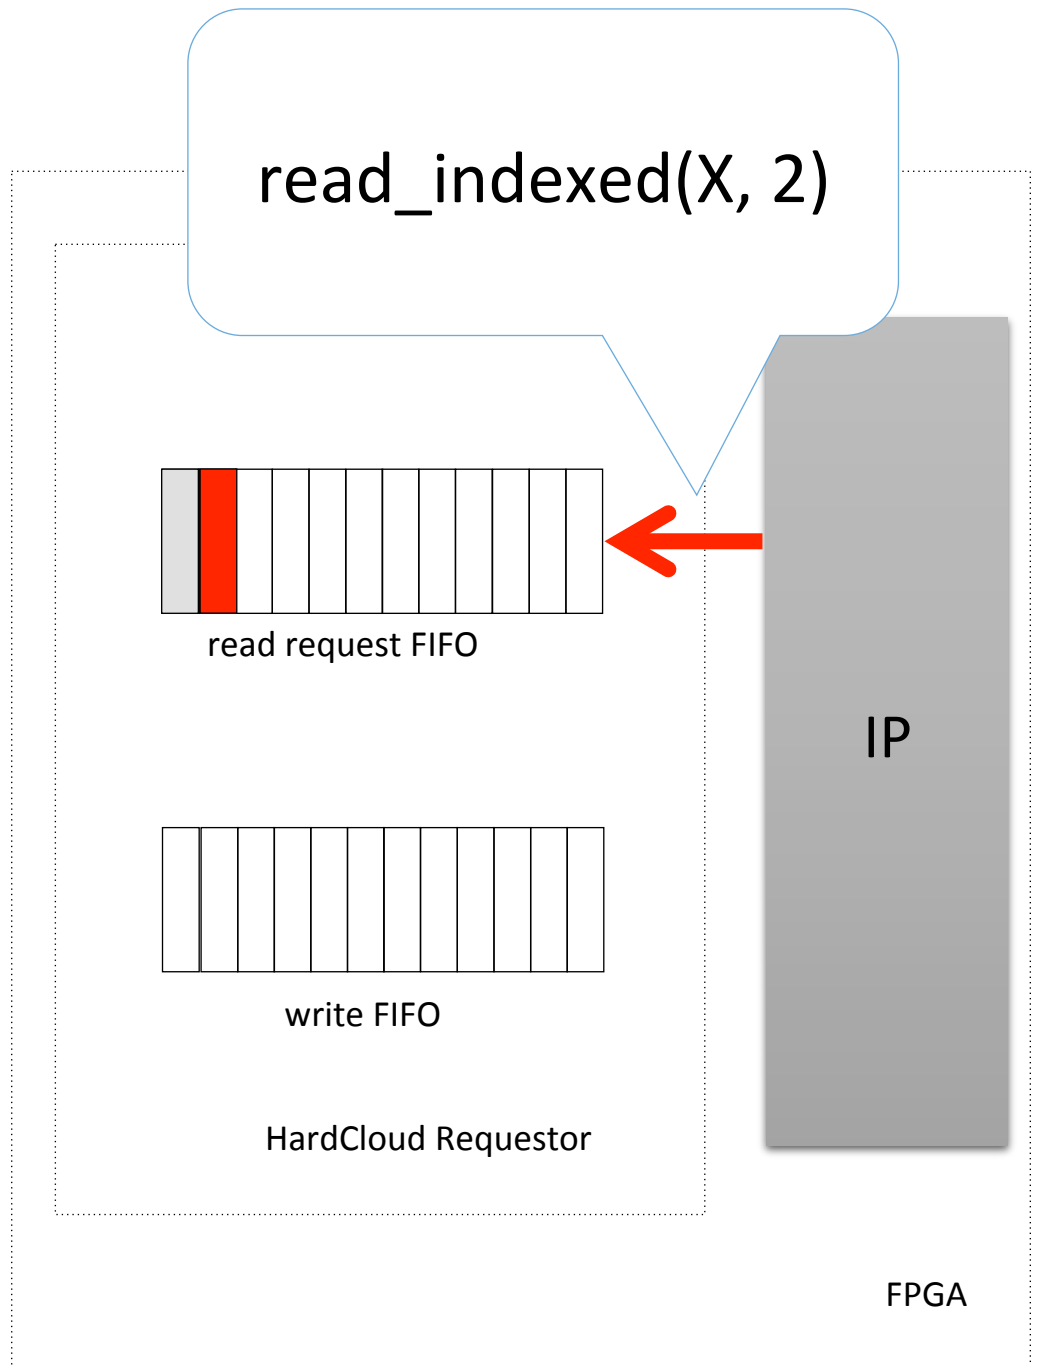 read_indexed(X, 2)
read request FIFO
IP
write FIFO
HardCloud Requestor
FPGA